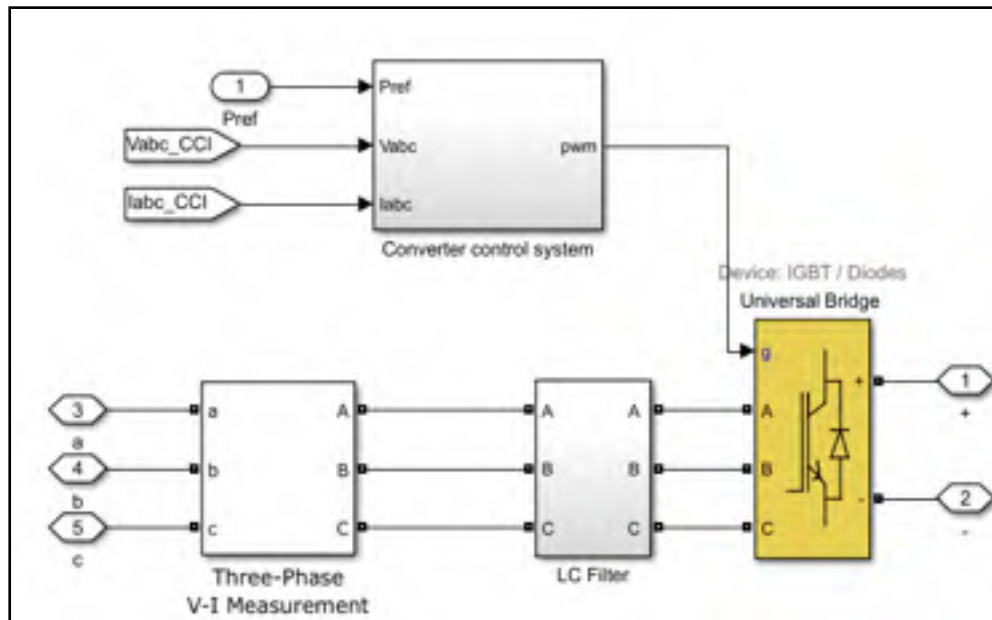 1
Pref
Pref
Vabc_CCI
Vabc
pwm
Iabc_CCI
Iabc
Converter control system
Device: IGBT / Diodes
Universal Bridge
g
+
1
+
3
a
A
A
A
A
a
4
b
B
B
B
B
-
2
-
b
5
c
C
C
C
C
c
Three-Phase
V-I Measurement
LC Filter